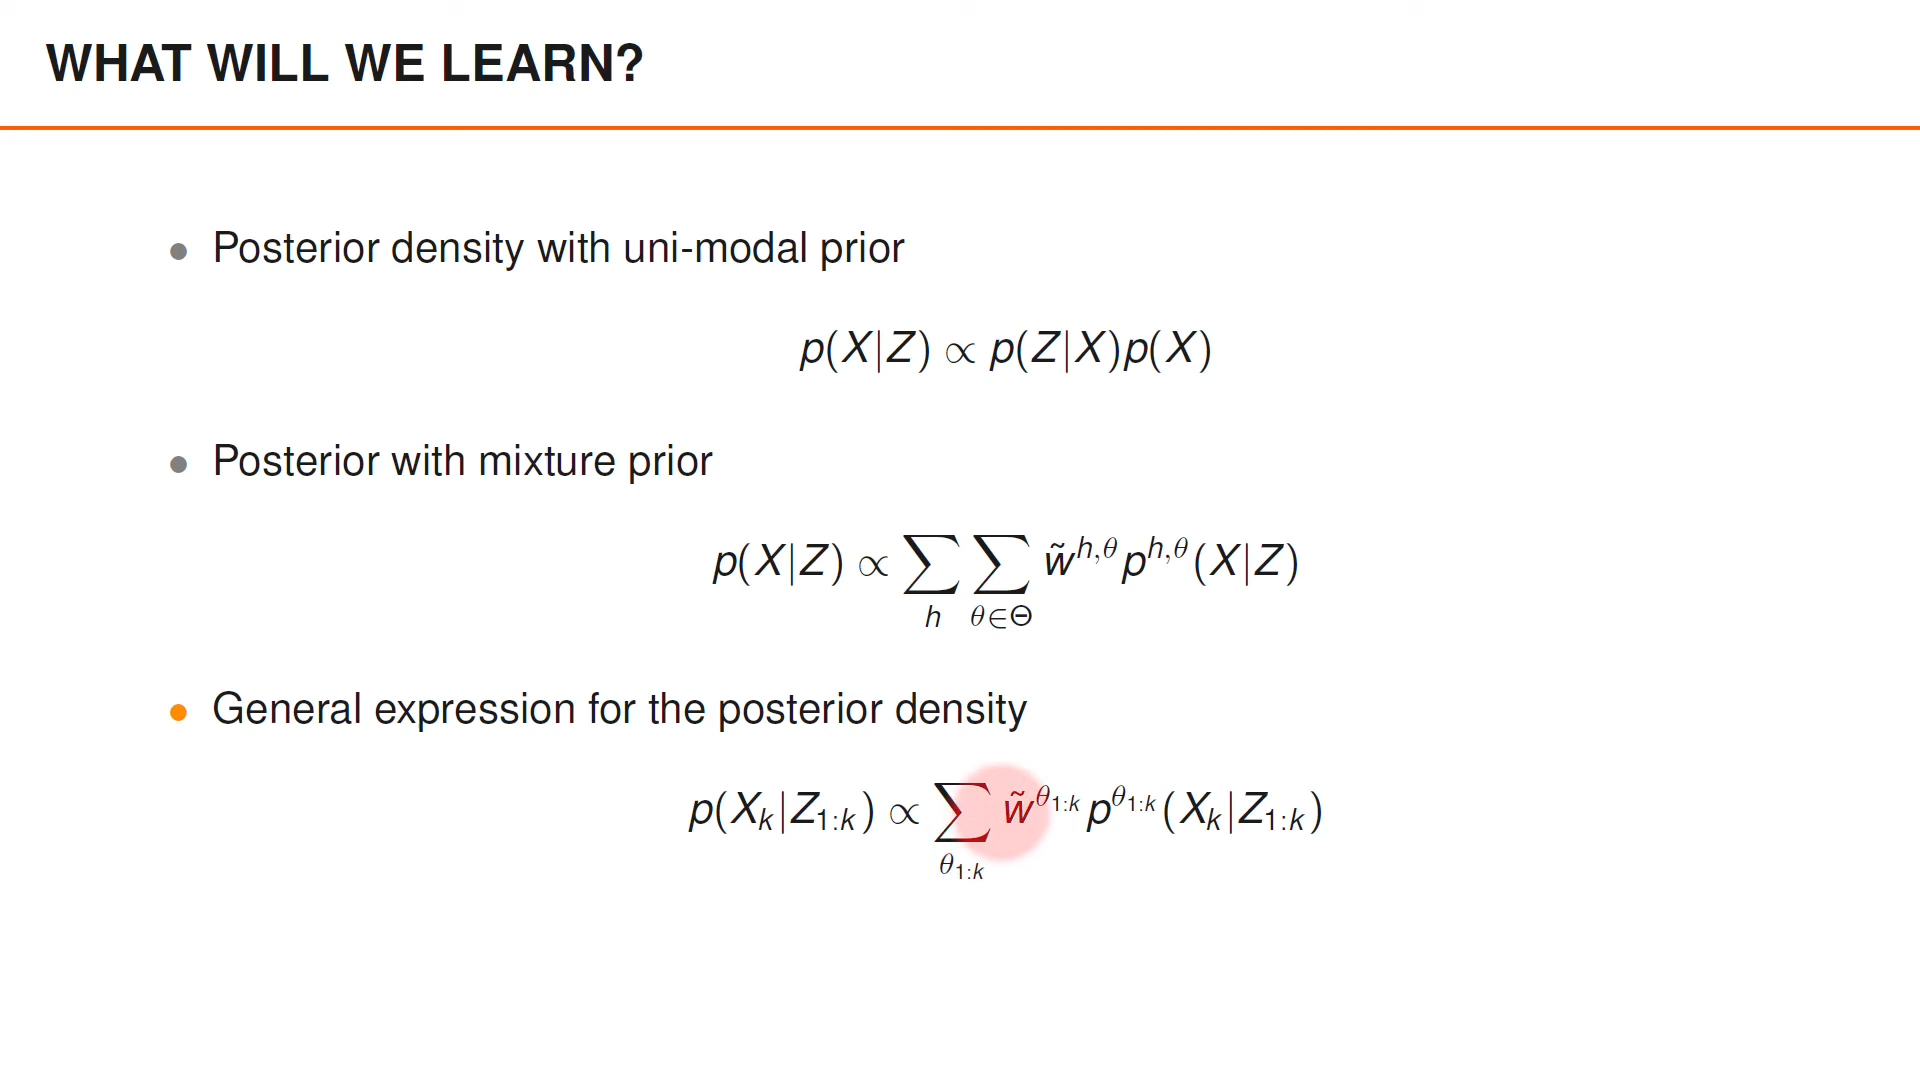 WHAT WILL WE LEARN?
• Posterior density with uni-modal prior
p(X|Z) ∝ p(Z|X)p(X)
• Posterior with mixture prior
p(X|Z) ∝ ∑_h ∑_{θ∈Θ} w̃^{h,θ} p^{h,θ}(X|Z)
• General expression for the posterior density
p(X_k|Z_{1:k}) ∝ ∑_{θ_{1:k}} w̃^{θ_{1:k}} p^{θ_{1:k}}(X_k|Z_{1:k})